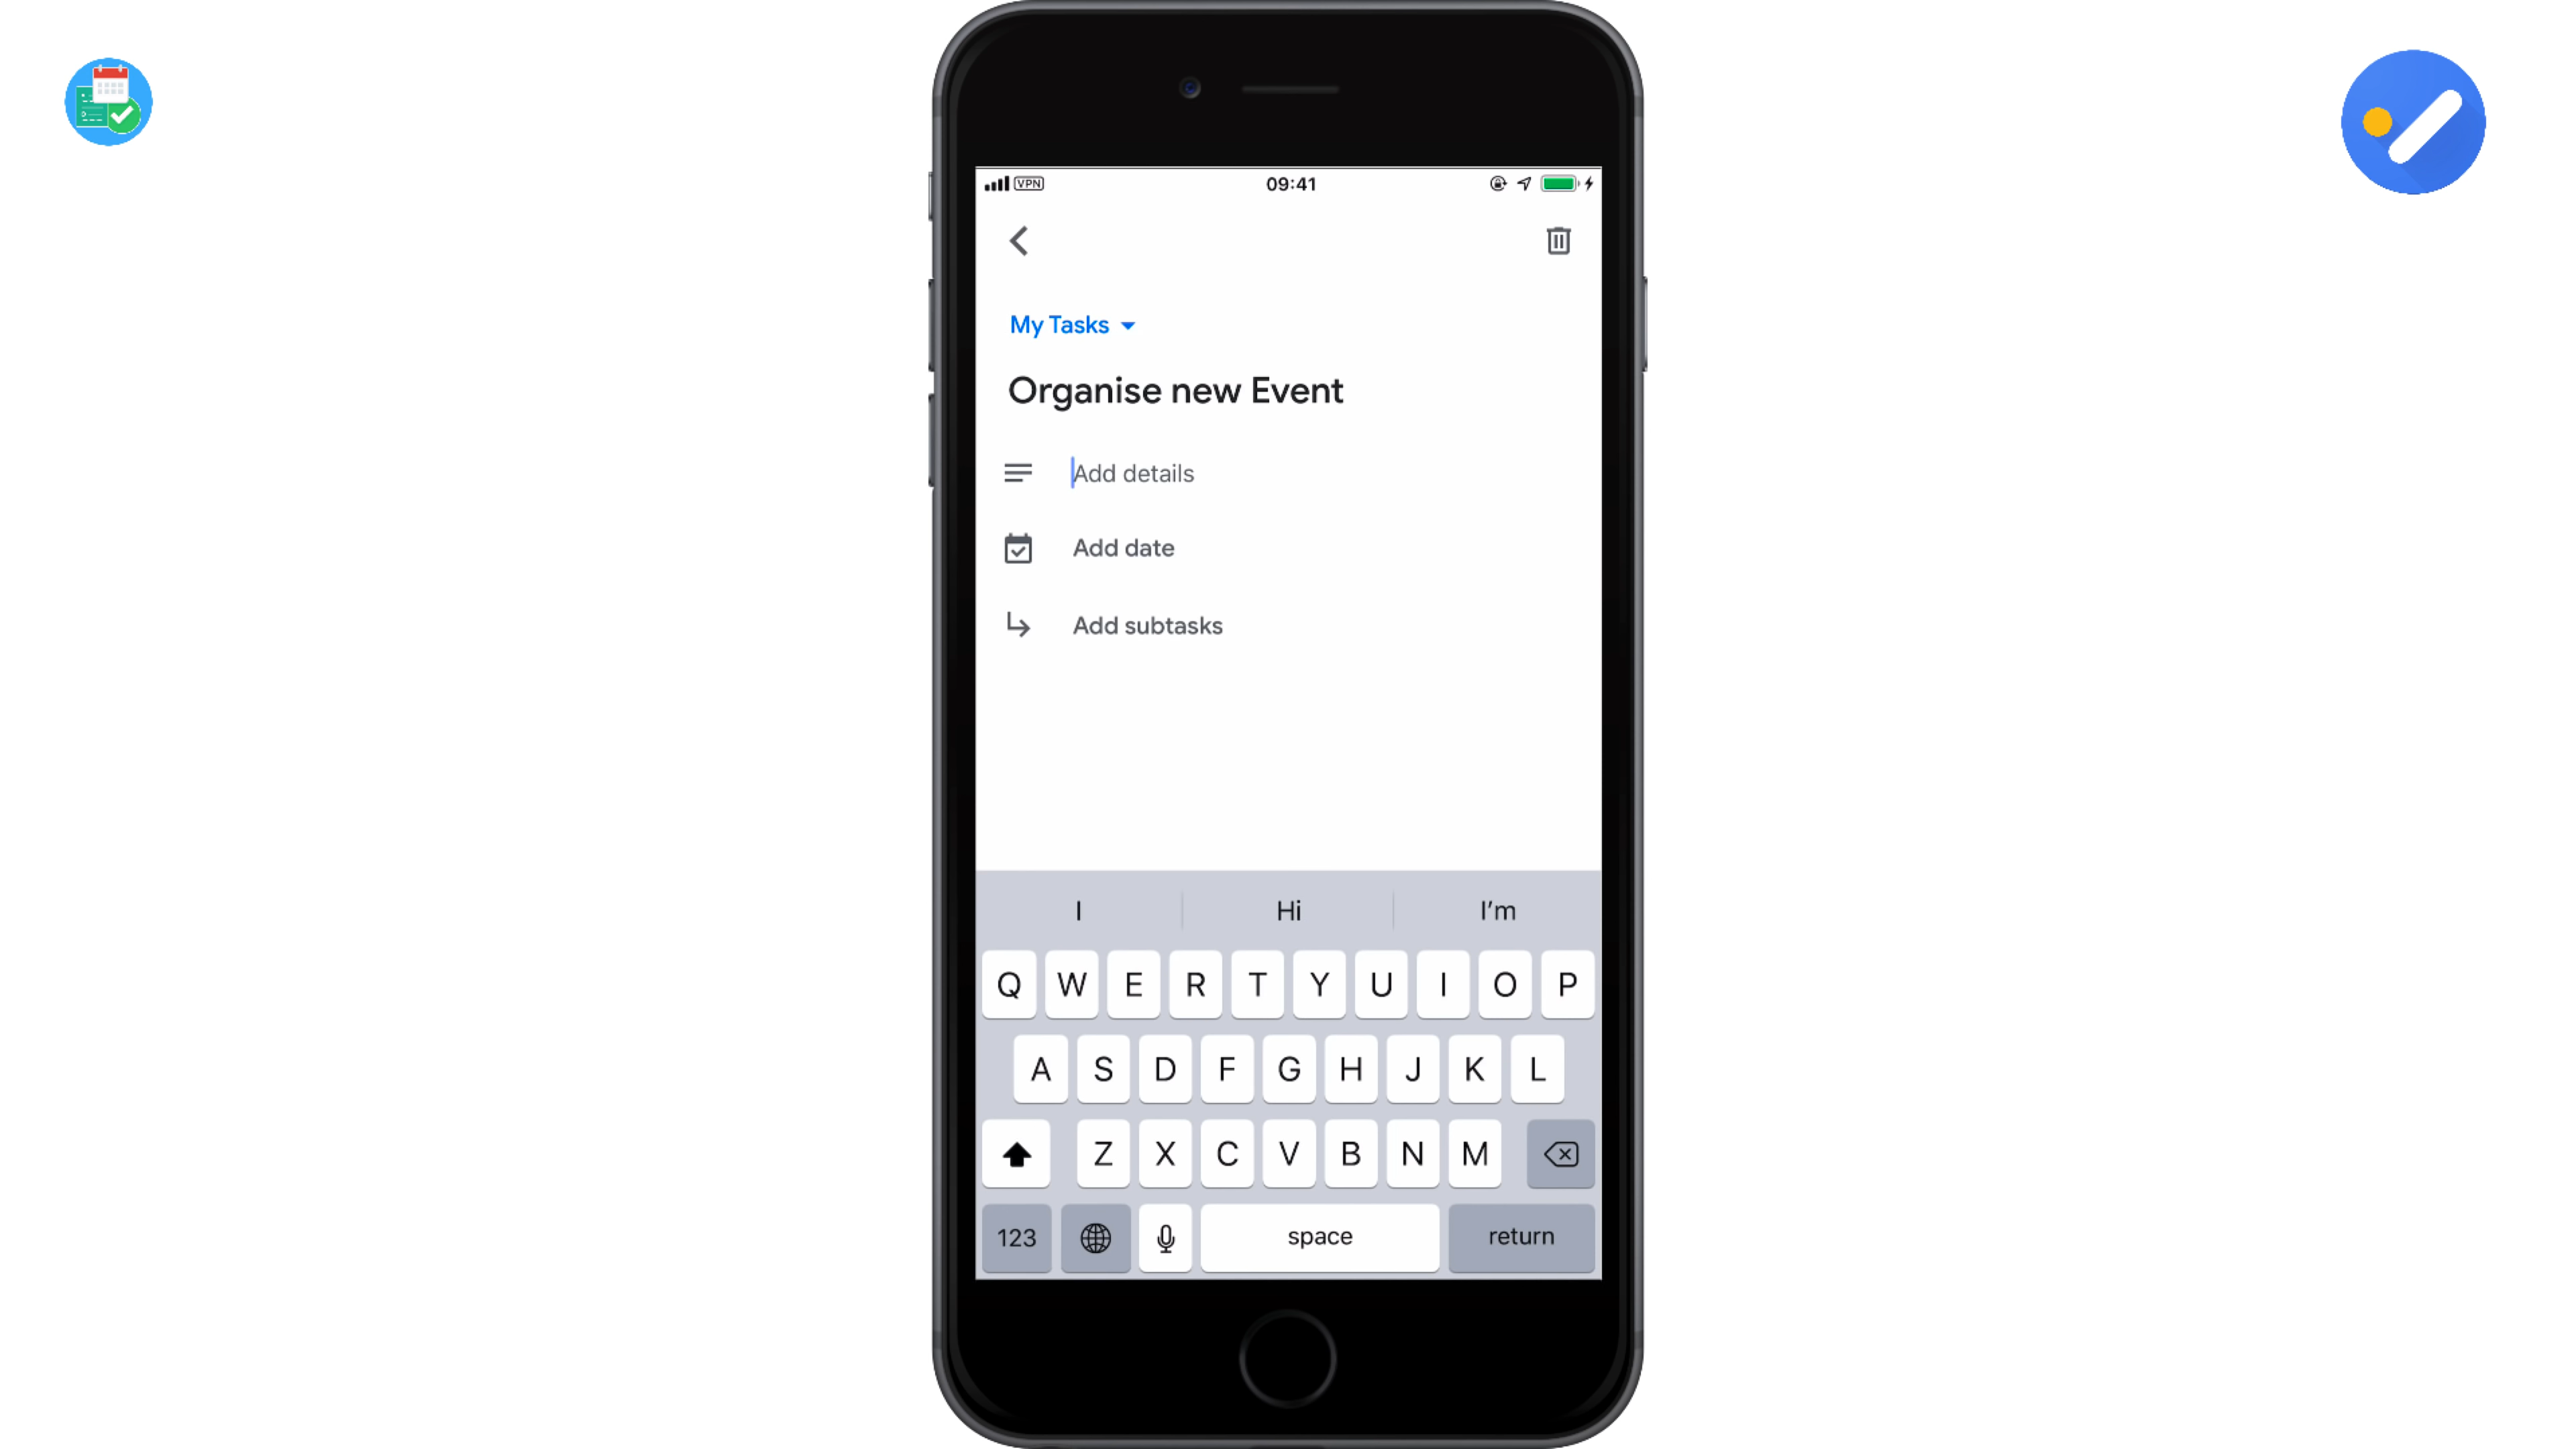 VPN 09:41
My Tasks
Organise new Event
Add details
Add date
Add subtasks
I Hi I'm
Q W E R T Y U I O P
A S D F G H J K L
Z X C V B N M
123 space return